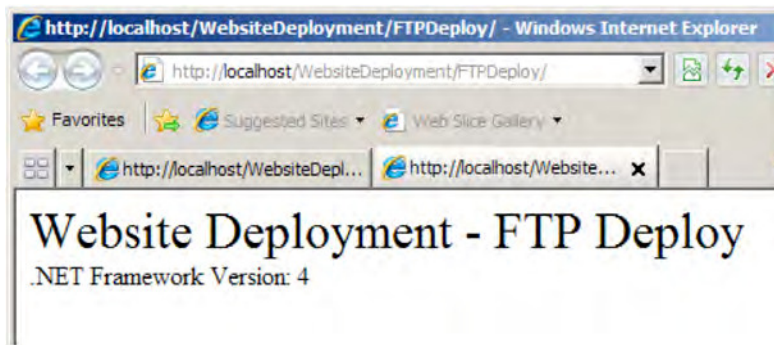 http://localhost/WebsiteDeployment/FTPDeploy/ - Windows Internet Explorer
http://localhost/WebsiteDeployment/FTPDeploy/
Favorites Suggested Sites Web Slice Gallery
http://localhost/WebsiteDepl... http://localhost/Website...
Website Deployment - FTP Deploy
.NET Framework Version: 4